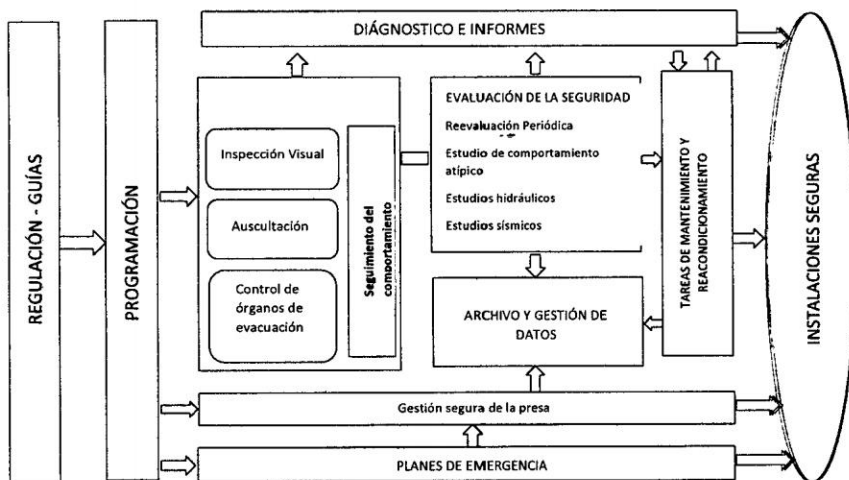 REGULACIÓN - GUÍAS
PROGRAMACIÓN
DIÁGNOSTICO E INFORMES
Inspección Visual
Auscultación
Control de
órganos de
evacuación
Seguimiento del
comportamiento
EVALUACIÓN DE LA SEGURIDAD
Reevaluación Periódica
Estudio de comportamiento
atípico
Estudios hidráulicos
Estudios sísmicos
ARCHIVO Y GESTIÓN DE
DATOS
TAREAS DE MANTENIMIENTO Y
REACONDICIONAMIENTO
Gestión segura de la presa
PLANES DE EMERGENCIA
INSTALACIONES SEGURAS